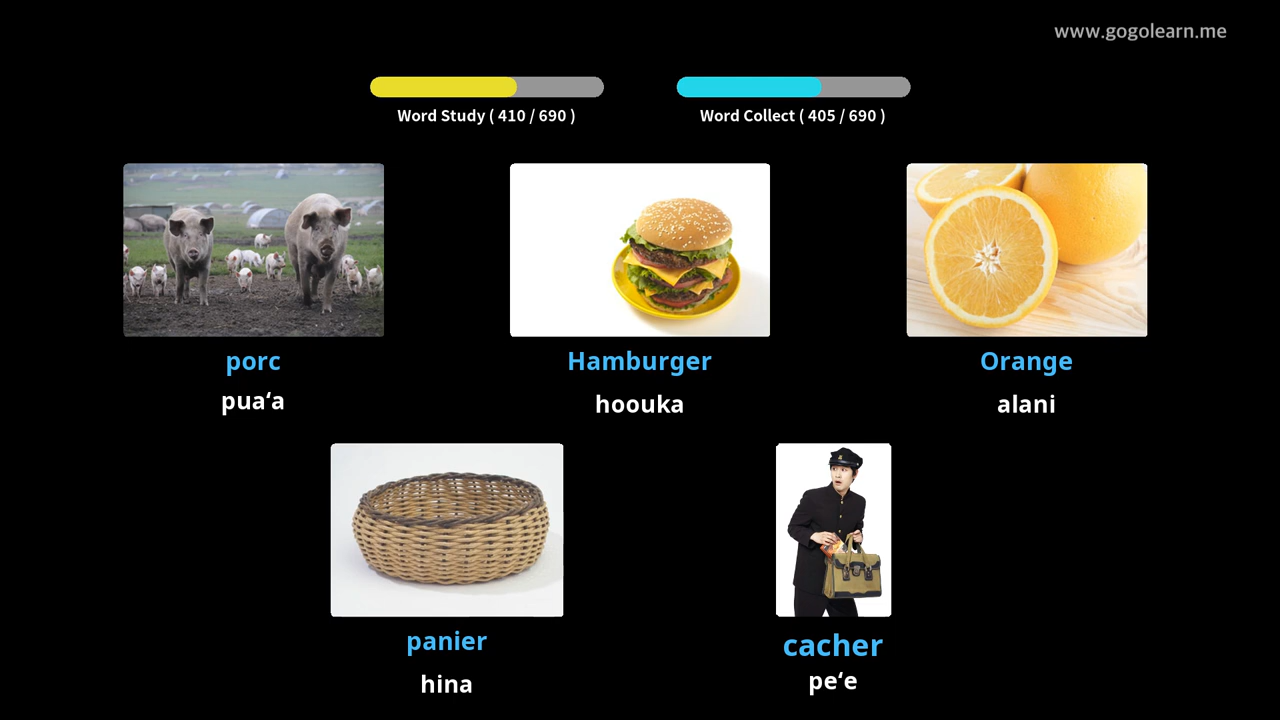 www.gogolearn.me
Word Study ( 410 / 690 )
Word Collect ( 405 / 690 )
porc
Hamburger
Orange
puaʻa
hoouka
alani
panier
cacher
hina
peʻe